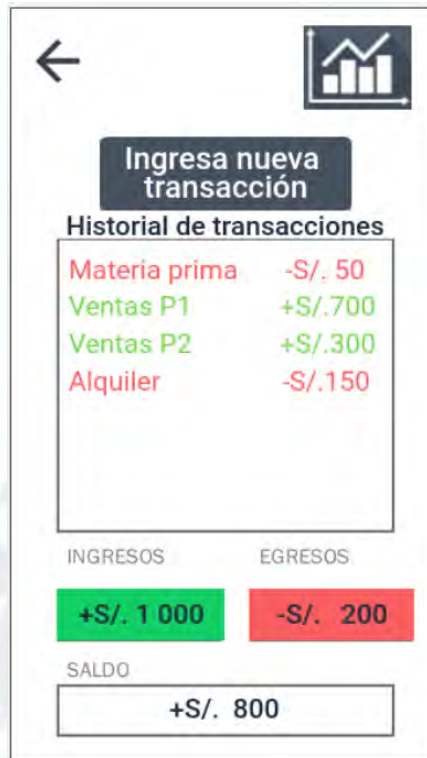 Ingresa nueva
transacción
Historial de transacciones
Materia prima -S/. 50
Ventas P1 +S/.700
Ventas P2 +S/.300
Alquiler -S/.150
INGRESOS EGRESOS
+S/. 1 000 -S/. 200
SALDO
+S/. 800